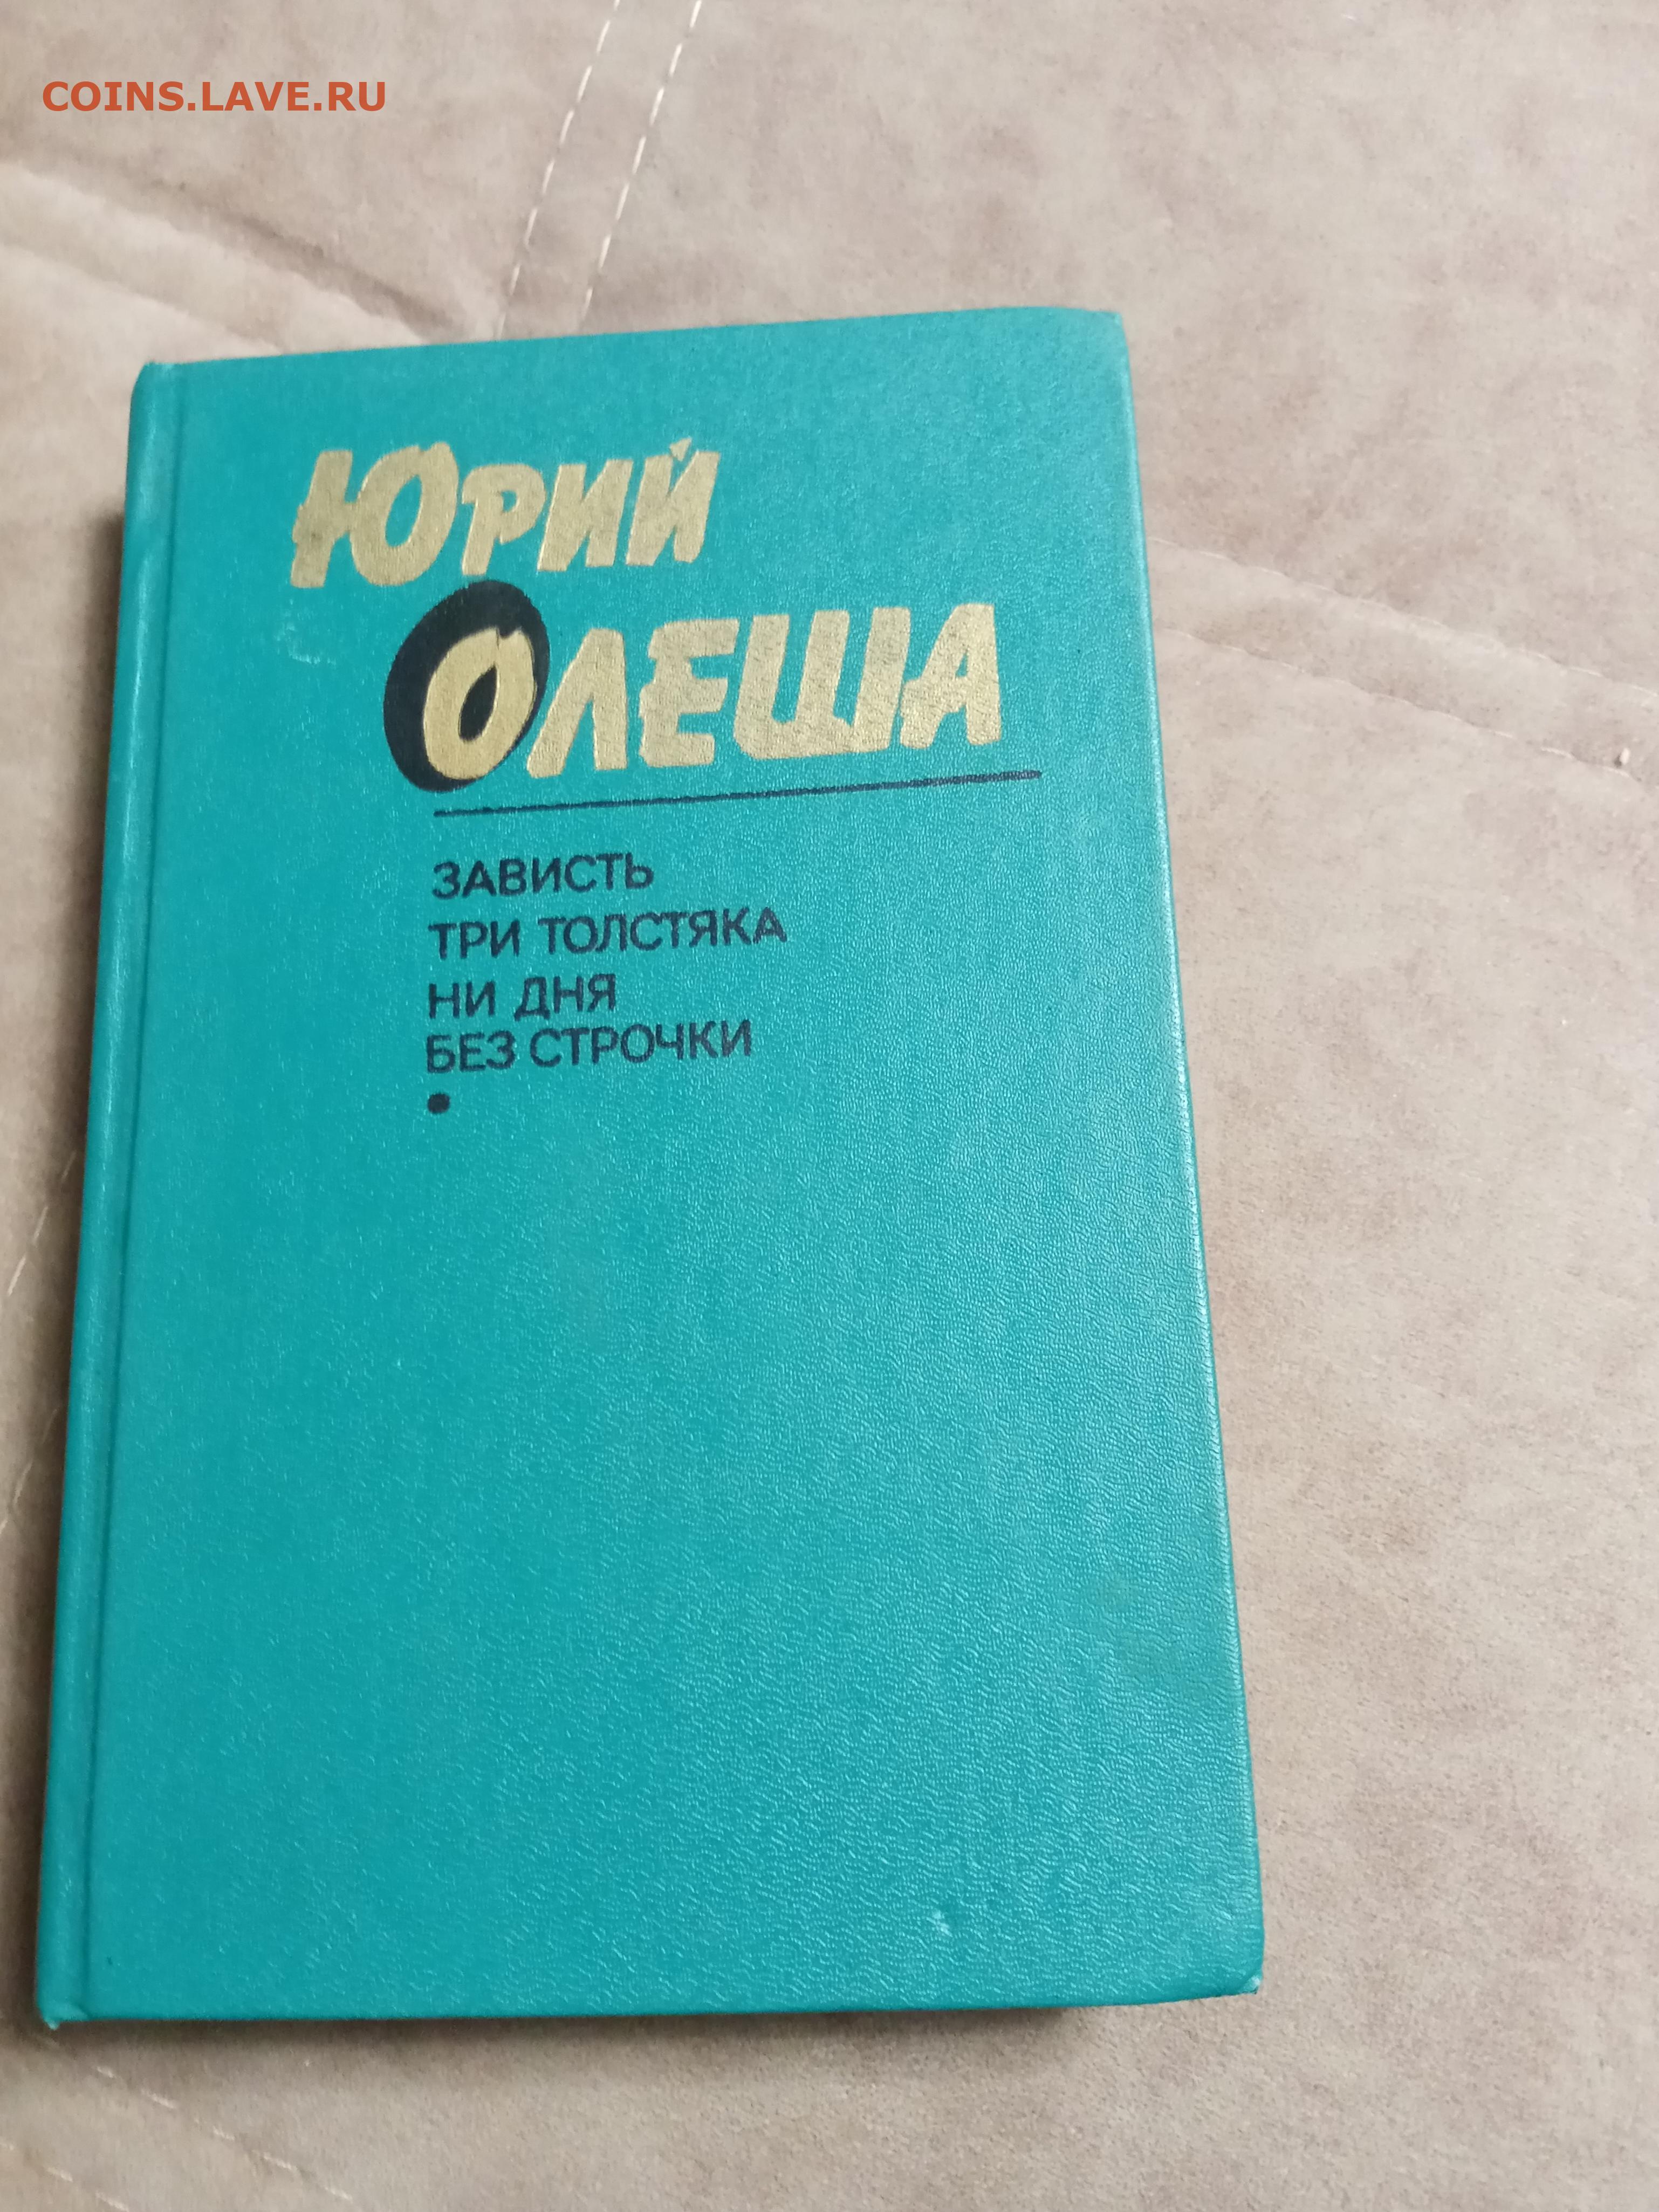 COINS.LAVE.RU
ЮРИЙ
ОЛЕША
ЗАВИСТЬ
ТРИ ТОЛСТЯКА
НИ ДНЯ
БЕЗ СТРОЧКИ